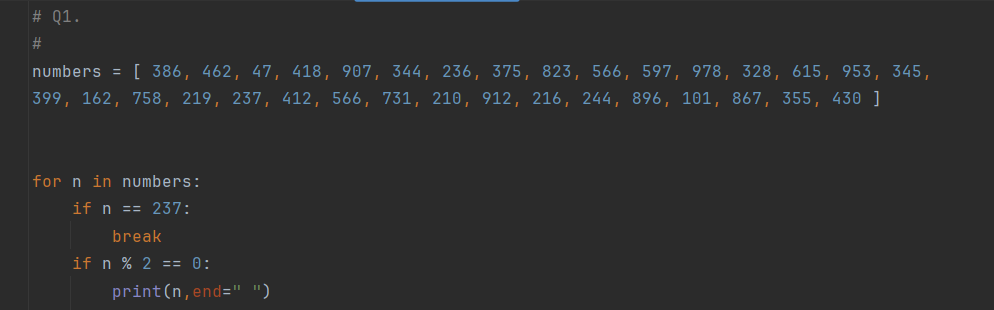 # Q1.
#
numbers = [ 386, 462, 47, 418, 907, 344, 236, 375, 823, 566, 597, 978, 328, 615, 953, 345,
399, 162, 758, 219, 237, 412, 566, 731, 210, 912, 216, 244, 896, 101, 867, 355, 430 ]
for n in numbers:
    if n == 237:
        break
    if n % 2 == 0:
        print(n,end=" ")